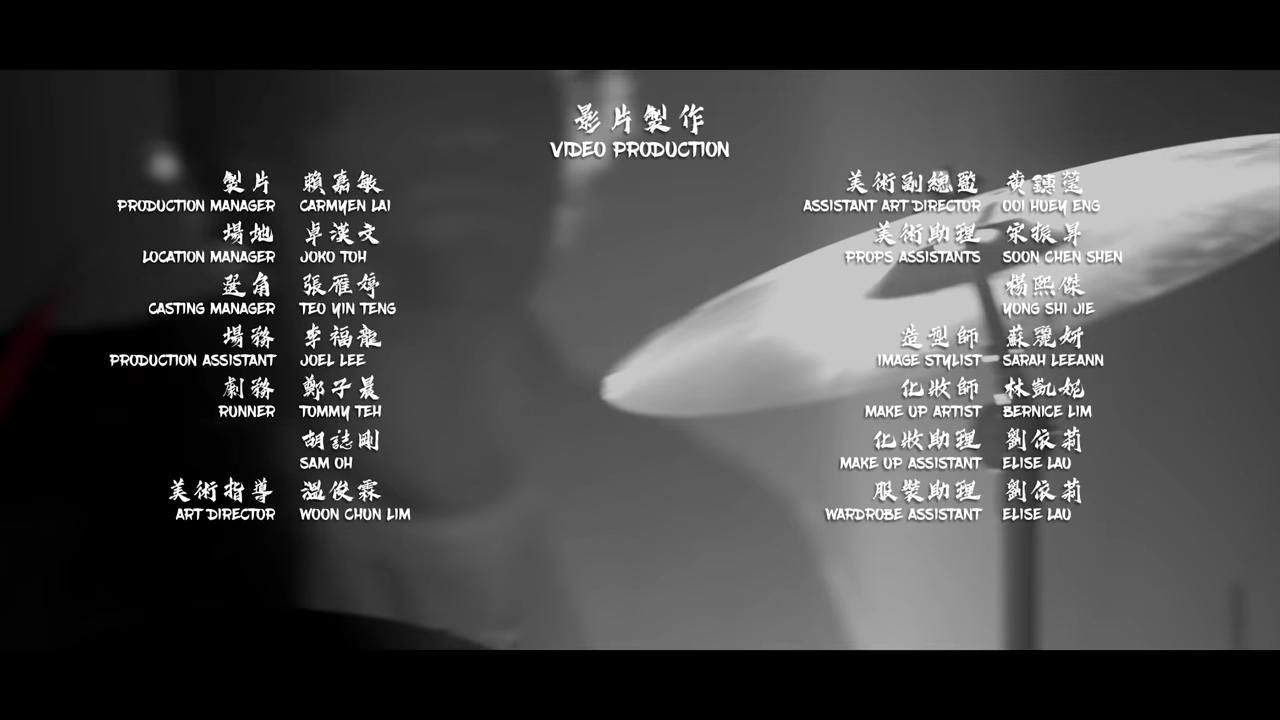 影片製作
VIDEO PRODUCTION
製片 賴嘉敏
PRODUCTION MANAGER CARMYEN LAI
場地 卓漢文
LOCATION MANAGER JOKO TOH
選角 張雁婷
CASTING MANAGER TEO YIN TENG
場務 李福龍
PRODUCTION ASSISTANT JOEL LEE
劇務 鄭子晨
RUNNER TOMMY TEH
胡誌剛
SAM OH
美術指導 溫俊霖
ART DIRECTOR WOON CHUN LIM
美術副總監 黃鏸瑩
ASSISTANT ART DIRECTOR OOI HUEY ENG
美術助理 宋振昇
PROPS ASSISTANTS SOON CHEN SHEN
楊熙傑
YONG SHI JIE
造型師 蘇麗妍
IMAGE STYLIST SARAH LEEANN
化妝師 林凱妮
MAKE UP ARTIST BERNICE LIM
化妝助理 劉依莉
MAKE UP ASSISTANT ELISE LAU
服裝助理 劉依莉
WARDROBE ASSISTANT ELISE LAU